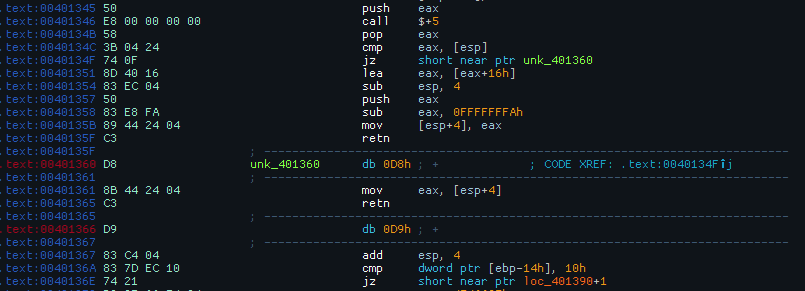 .text:00401345 50 push eax
.text:00401346 E8 00 00 00 00 call $+5
.text:0040134B 58 pop eax
.text:0040134C 3B 04 24 cmp eax, [esp]
.text:0040134F 74 0F jz short near ptr unk_401360
.text:00401351 8D 40 16 lea eax, [eax+16h]
.text:00401354 83 EC 04 sub esp, 4
.text:00401357 50 push eax
.text:00401358 83 E8 FA sub eax, 0FFFFFFFAh
.text:0040135B 89 44 24 04 mov [esp+4], eax
.text:0040135F C3 retn
.text:0040135F ; ---------------------------------------------------------------------------
.text:00401360 D8 unk_401360 db 0D8h ; + ; CODE XREF: .text:0040134F↑j
.text:00401361 ; ---------------------------------------------------------------------------
.text:00401361 8B 44 24 04 mov eax, [esp+4]
.text:00401365 C3 retn
.text:00401365 ; ---------------------------------------------------------------------------
.text:00401366 D9 db 0D9h ; +
.text:00401367 ; ---------------------------------------------------------------------------
.text:00401367 83 C4 04 add esp, 4
.text:0040136A 83 7D EC 10 cmp dword ptr [ebp-14h], 10h
.text:0040136E 74 21 jz short near ptr loc_401390+1